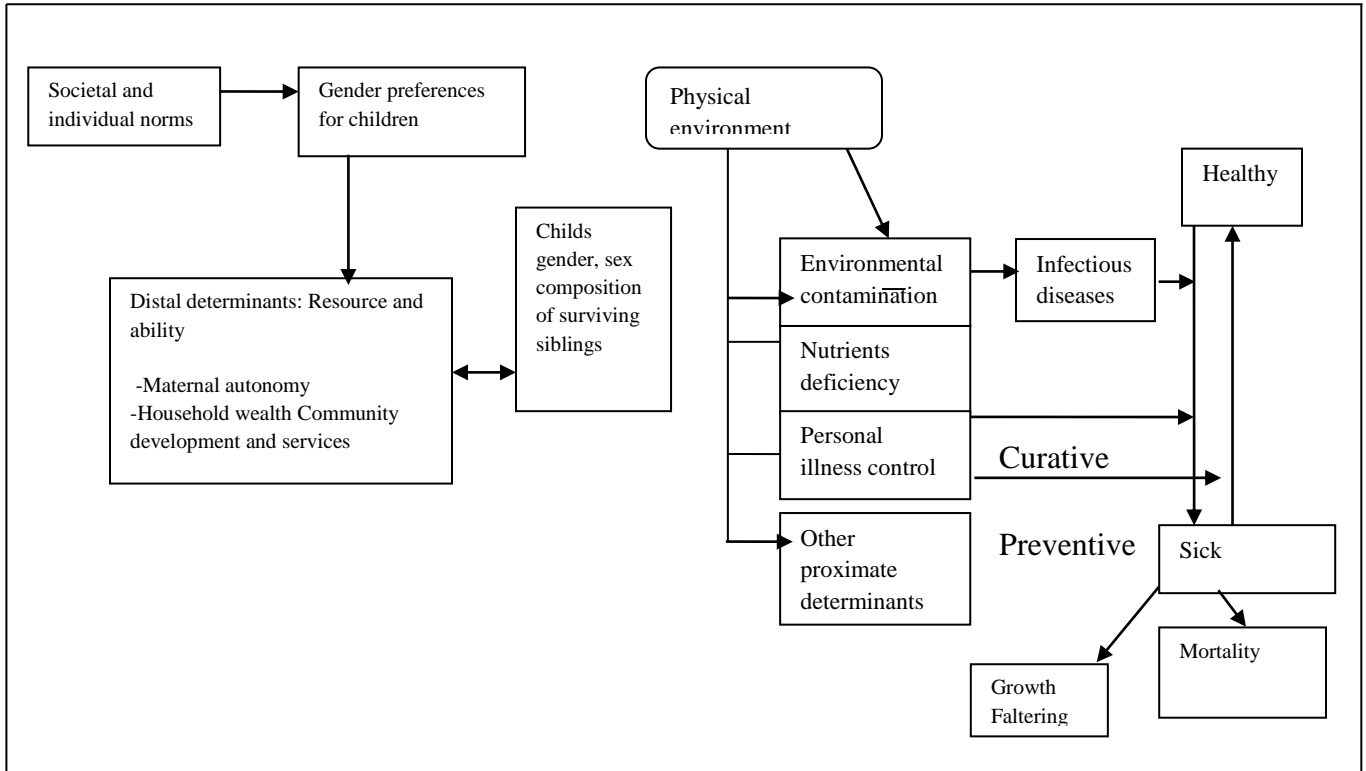 Societal and
individual norms
Gender preferences
for children
Physical
environment
Healthy
Childs
gender, sex
composition
of surviving
siblings
Environmental
contamination
Infectious
diseases
Distal determinants: Resource and
ability
-Maternal autonomy
-Household wealth Community
development and services
Nutrients
deficiency
Personal
illness control
Curative
Preventive
Other
proximate
determinants
Sick
Mortality
Growth
Faltering